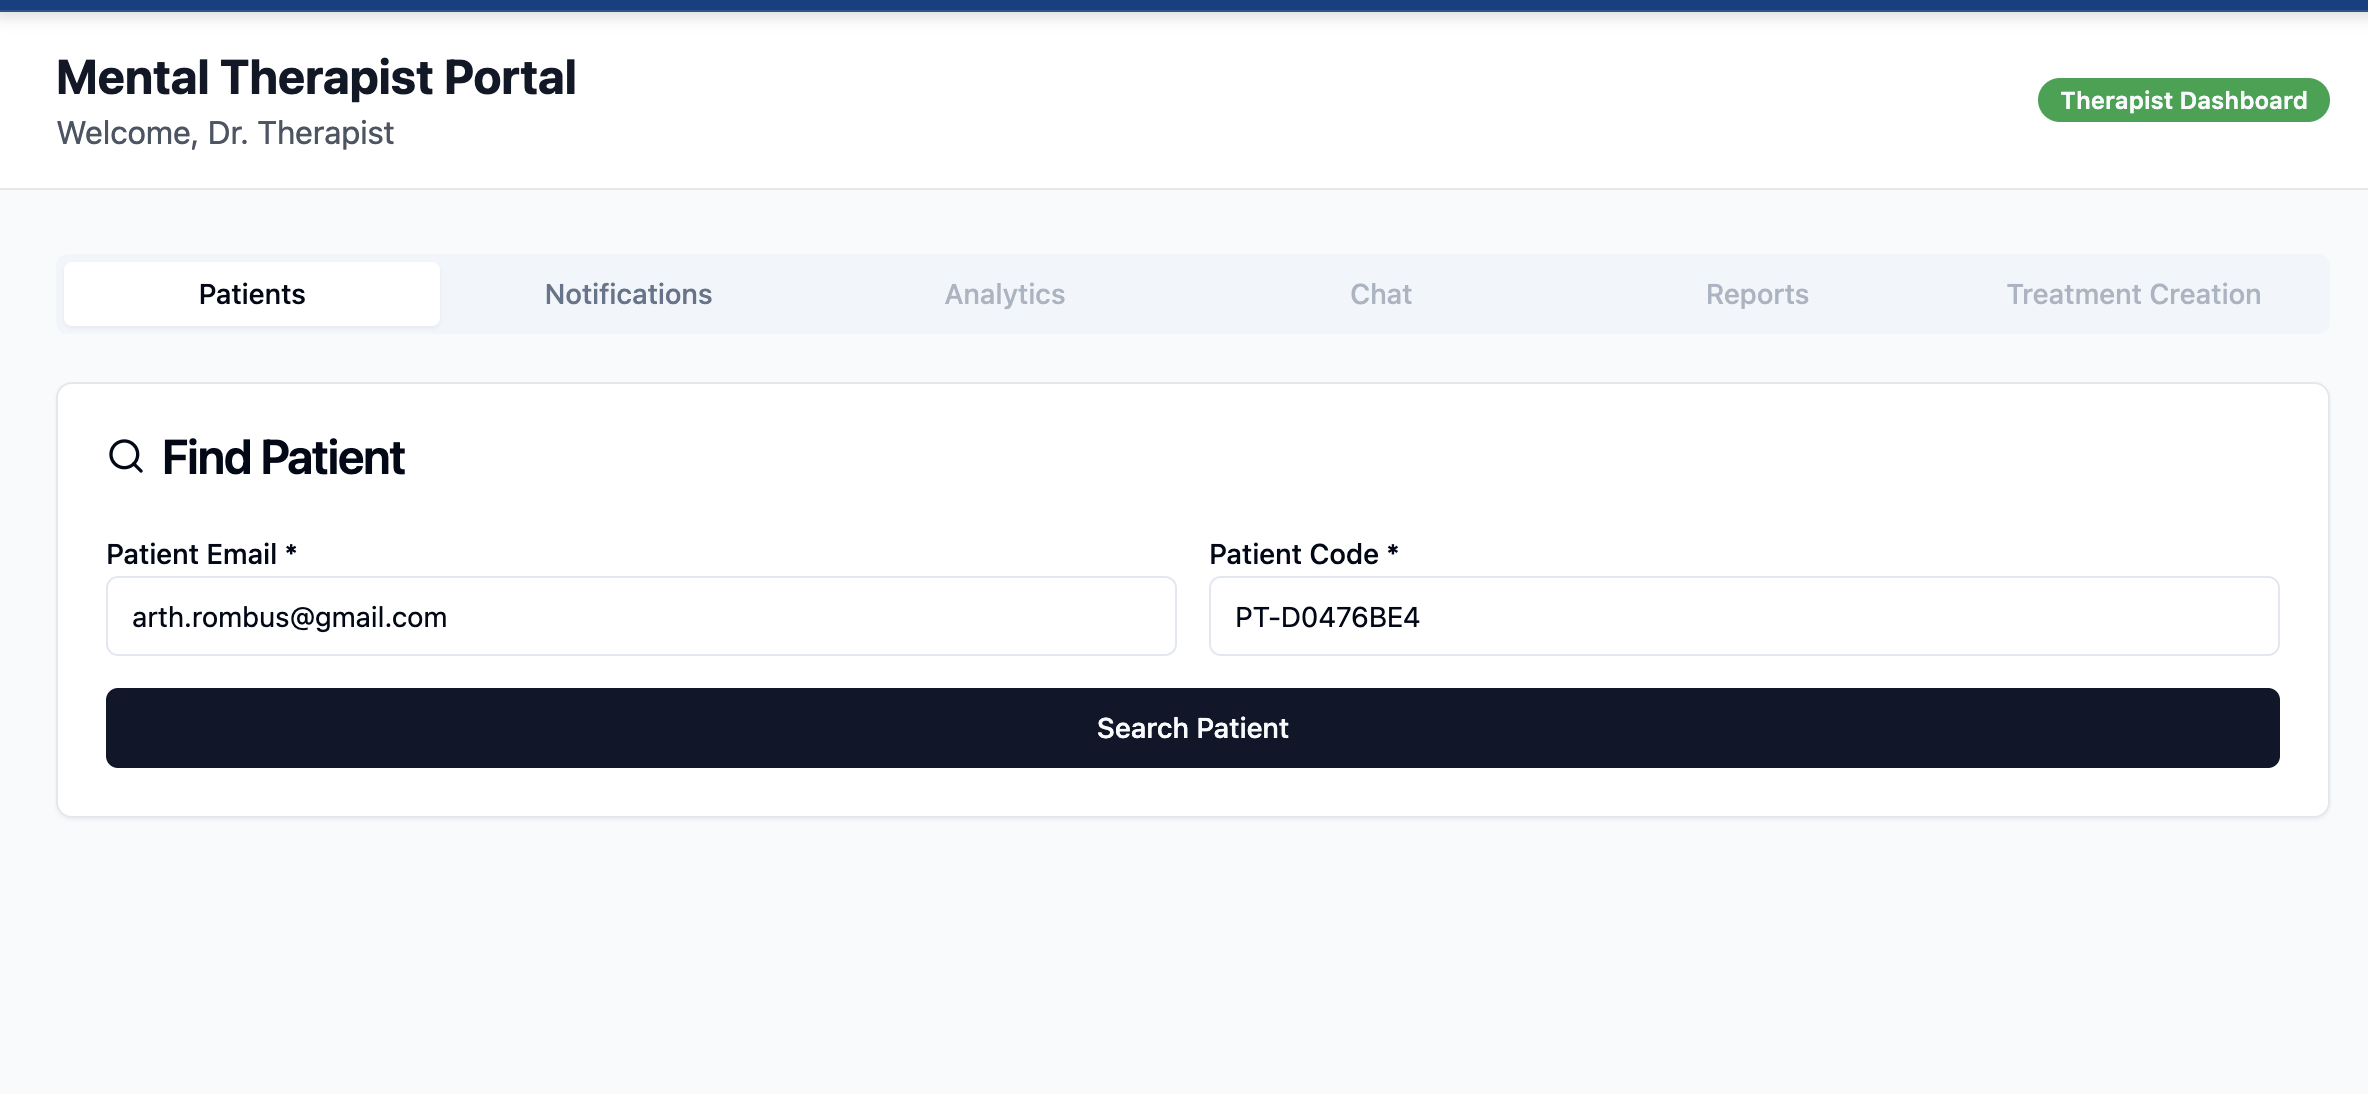 Mental Therapist Portal
Welcome, Dr. Therapist
Therapist Dashboard
Patients
Notifications
Analytics
Chat
Reports
Treatment Creation
Find Patient
Patient Email *
arth.rombus@gmail.com
Patient Code *
PT-D0476BE4
Search Patient